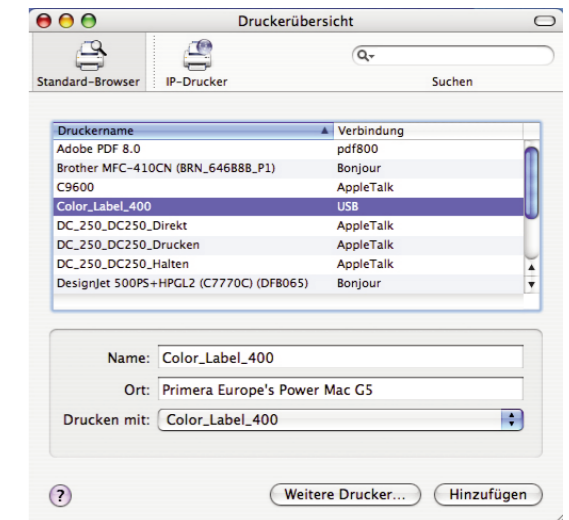 Druckerübersicht
Standard-Browser IP-Drucker Suchen
Druckername Verbindung
Adobe PDF 8.0 pdf800
Brother MFC-410CN (BRN_646B8B_P1) Bonjour
C9600 AppleTalk
Color_Label_400 USB
DC_250_DC250_Direkt AppleTalk
DC_250_DC250_Drucken AppleTalk
DC_250_DC250_Halten AppleTalk
DesignJet 500PS+HPGL2 (C7770C) (DFB065) Bonjour
Name: Color_Label_400
Ort: Primera Europe's Power Mac G5
Drucken mit: Color_Label_400
? Weitere Drucker... Hinzufügen